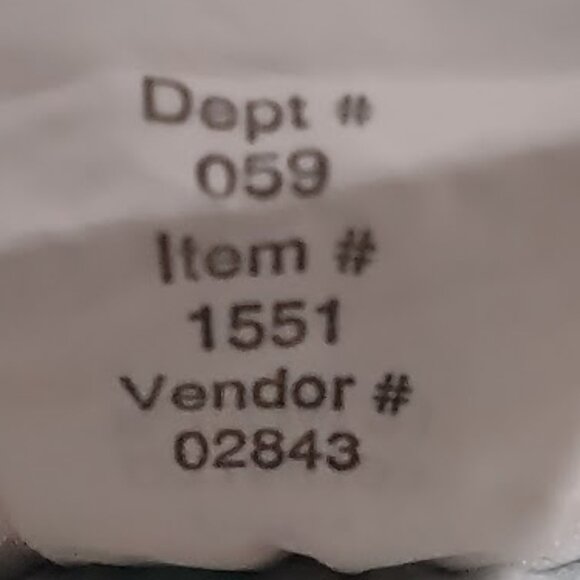 Dept #
059
Item #
1551
Vendor #
02843